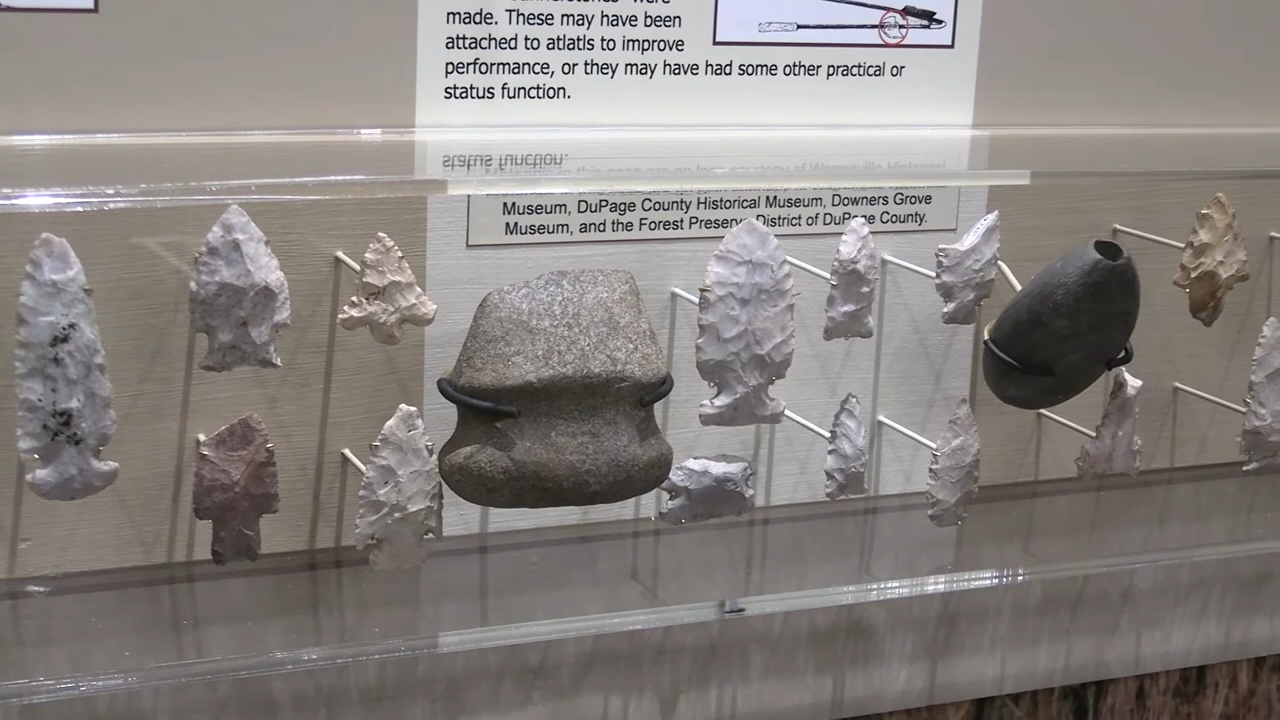 made. These may have been
attached to atlatls to improve
performance, or they may have had some other practical or
status function.
status function.
Museum, DuPage County Historical Museum, Downers Grove
Museum, and the Forest Preserve District of DuPage County.